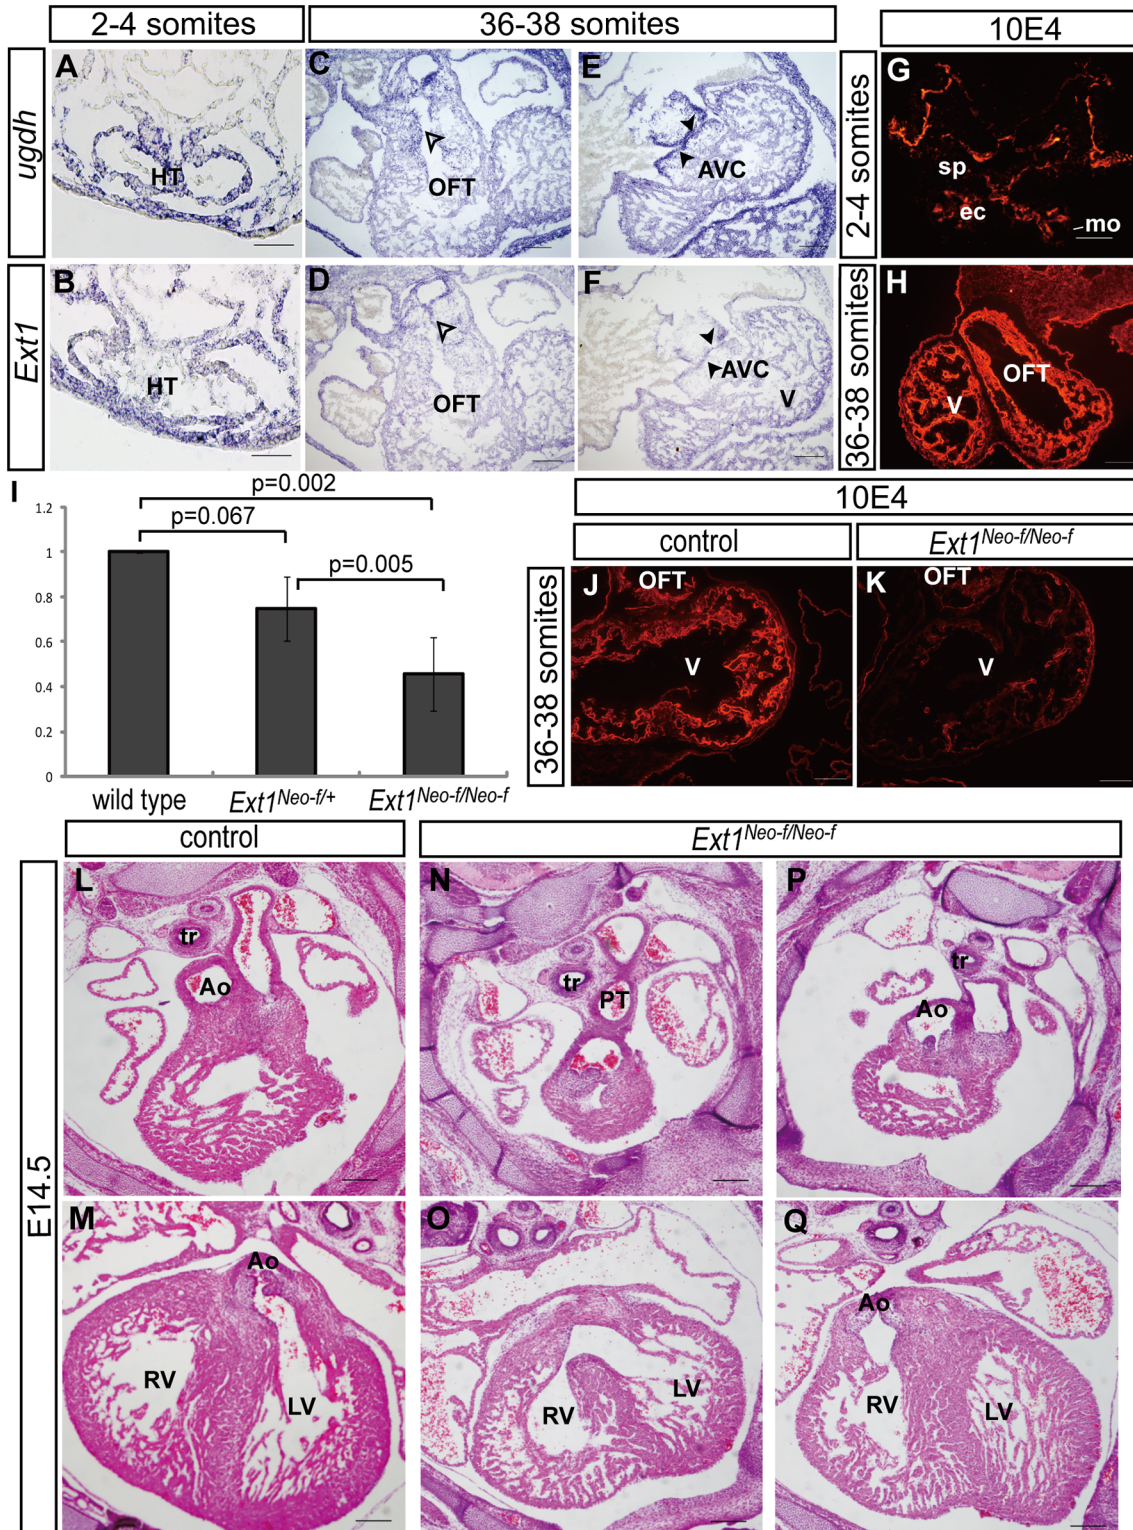 2-4 somites
36-38 somites
10E4
ugdh
Ext1
2-4 somites
36-38 somites
A
HT
C
OFT
E
AVC
G
sp
ec
mo
B
HT
D
OFT
F
AVC
V
H
OFT
V
I
p=0.002
p=0.067
p=0.005
1.2
1
0.8
0.6
0.4
0.2
0
wild type
Ext1Neo-f/+
Ext1Neo-f/Neo-f
10E4
control
Ext1Neo-f/Neo-f
36-38 somites
J
OFT
V
K
OFT
V
control
Ext1Neo-f/Neo-f
E14.5
L
tr
Ao
N
tr
PT
P
tr
Ao
M
Ao
RV
LV
O
RV
LV
Q
Ao
RV
LV